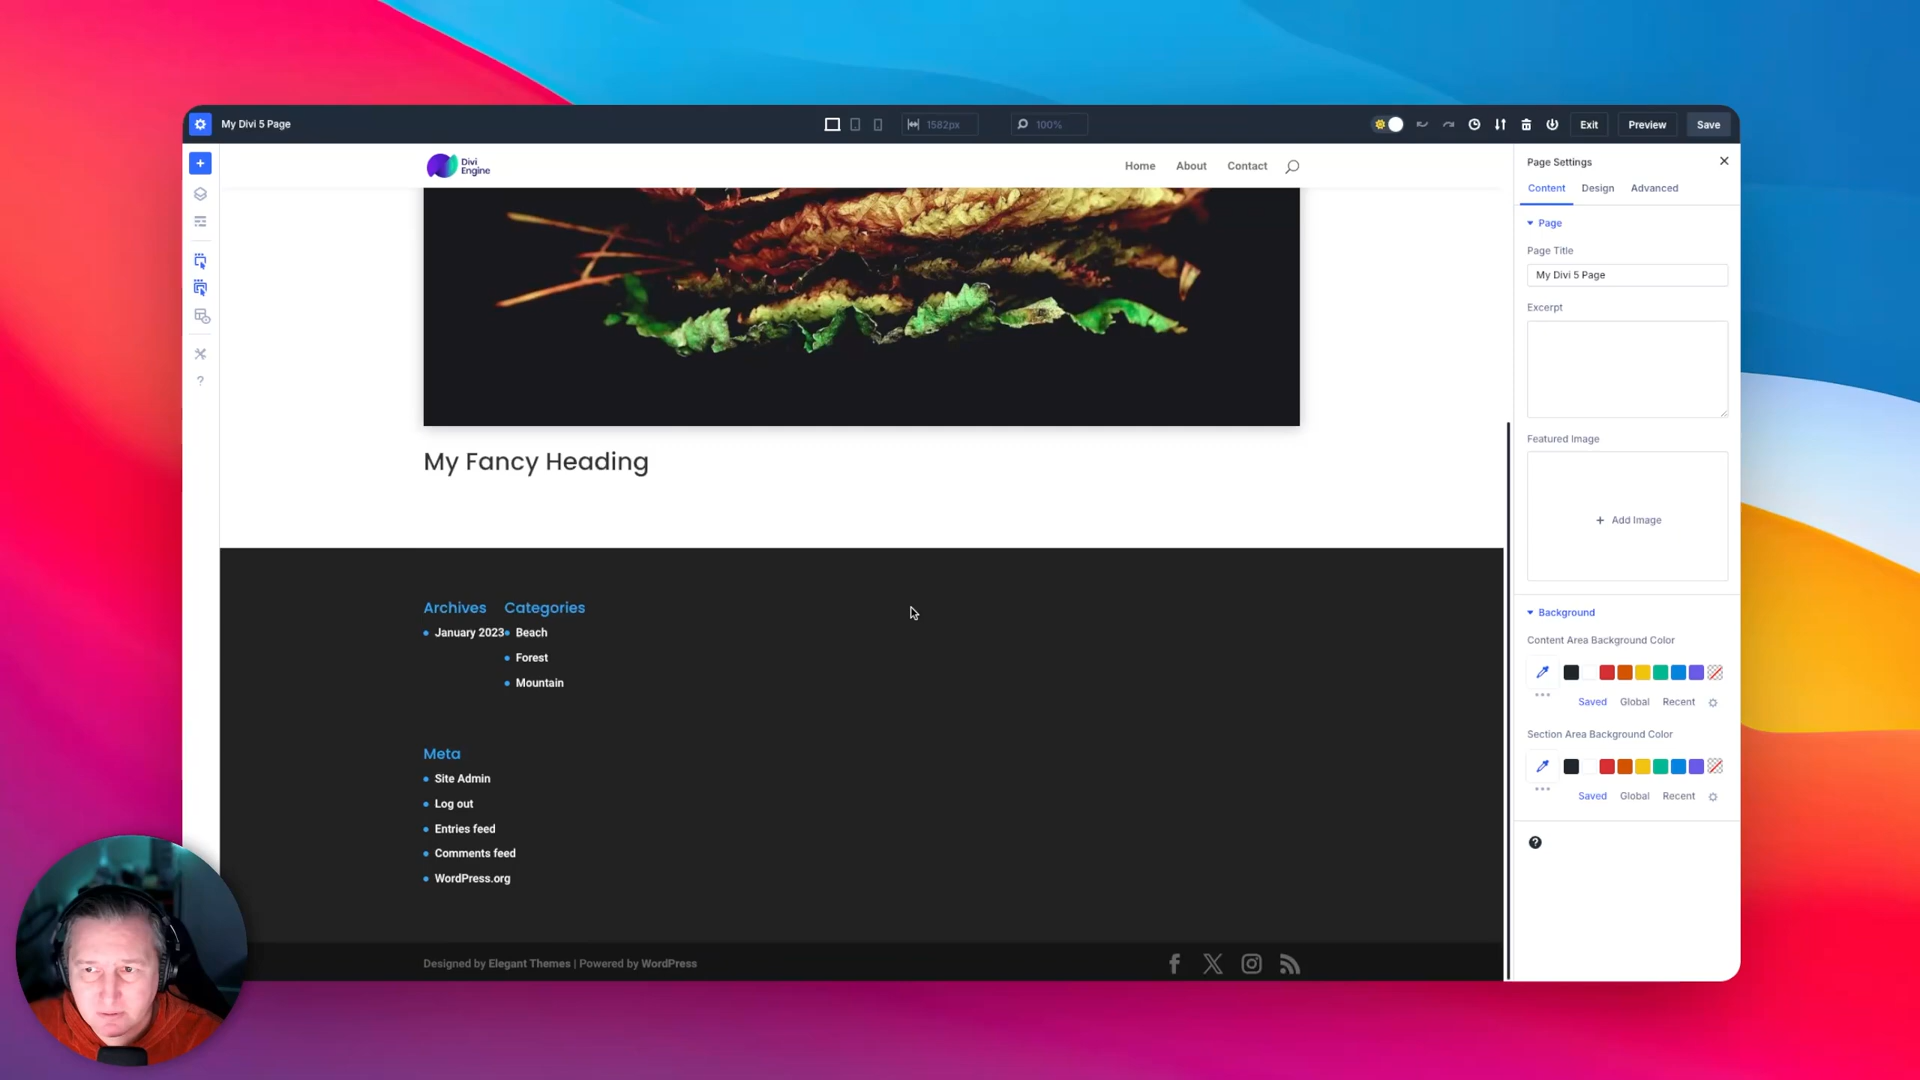 My Divi 5 Page
1582px
100%
Exit
Preview
Save
Divi
Engine
Home
About
Contact
My Fancy Heading
Archives
January 2023
Categories
Beach
Forest
Mountain
Meta
Site Admin
Log out
Entries feed
Comments feed
WordPress.org
Designed by Elegant Themes | Powered by WordPress
Page Settings
Content
Design
Advanced
Page
Page Title
My Divi 5 Page
Excerpt
Featured Image
+ Add Image
Background
Content Area Background Color
Saved
Global
Recent
Section Area Background Color
Saved
Global
Recent